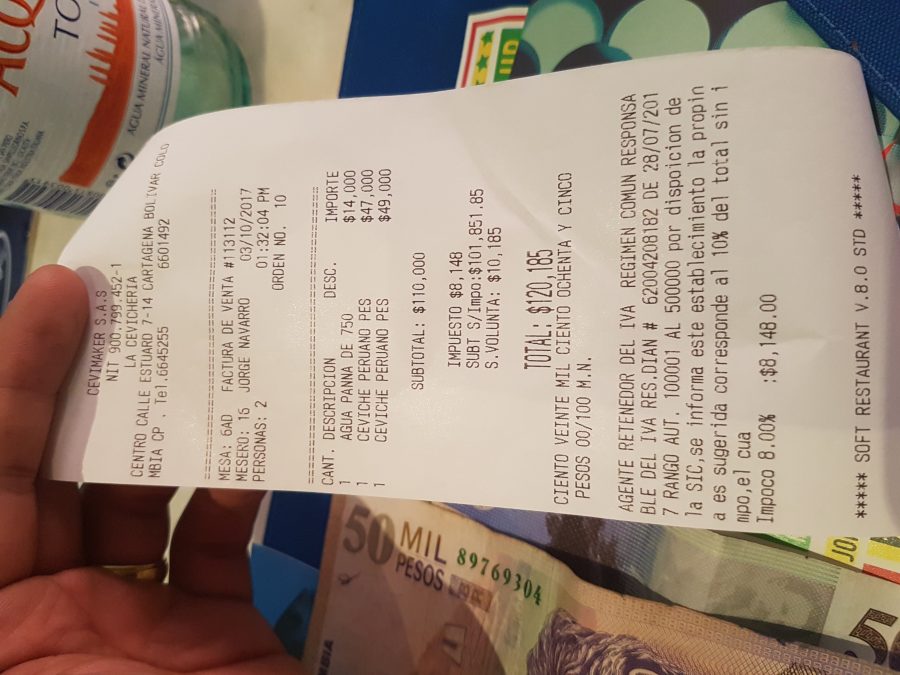 CEVIMAKER S.A.S
NIT 900.799.452-1
LA CEVICHERIA
CENTRO CALLE ESTUARD 7-14 CARTAGENA BOLIVAR COLO
MBIA CP , Tel.6645255 6601492
MESA: 6AD FACTURA DE VENTA #113112
MESERO: 16 JORGE NAVARRO 03/10/2017
PERSONAS: 2 01:32:04 PM
ORDEN NO. 10
CANT. DESCRIPCION DESC. IMPORTE
1 AGUA PANNA DE 750 $14,000
1 CEVICHE PERUANO PES $47,000
1 CEVICHE PERUANO PES $49,000
SUBTOTAL: $110,000
IMPUESTO $8,148
SUBT S/Impo:$101,851.85
S.VOLUNTA: $10,185
TOTAL: $120,185
CIENTO VEINTE MIL CIENTO OCHENTA Y CINCO
PESOS 00/100 M.N.
AGENTE RETENEDOR DEL IVA REGIMEN COMUN RESPONSA
BLE DEL IVA RES.DIAN # 62004208182 DE 28/07/201
7 RANGO AUT. 100001 AL 500000 por dispoicion de
la SIC,se informa este establecimiento la propin
a es sugerida corresponde al 10% del total sin i
mpo,el cua
Impoco 8.00% :$8,148.00
***** SOFT RESTAURANT V.8.0 STD *****
50 MIL
PESOS
89769304
AGUA MINERAL NATURAL
TO
JO